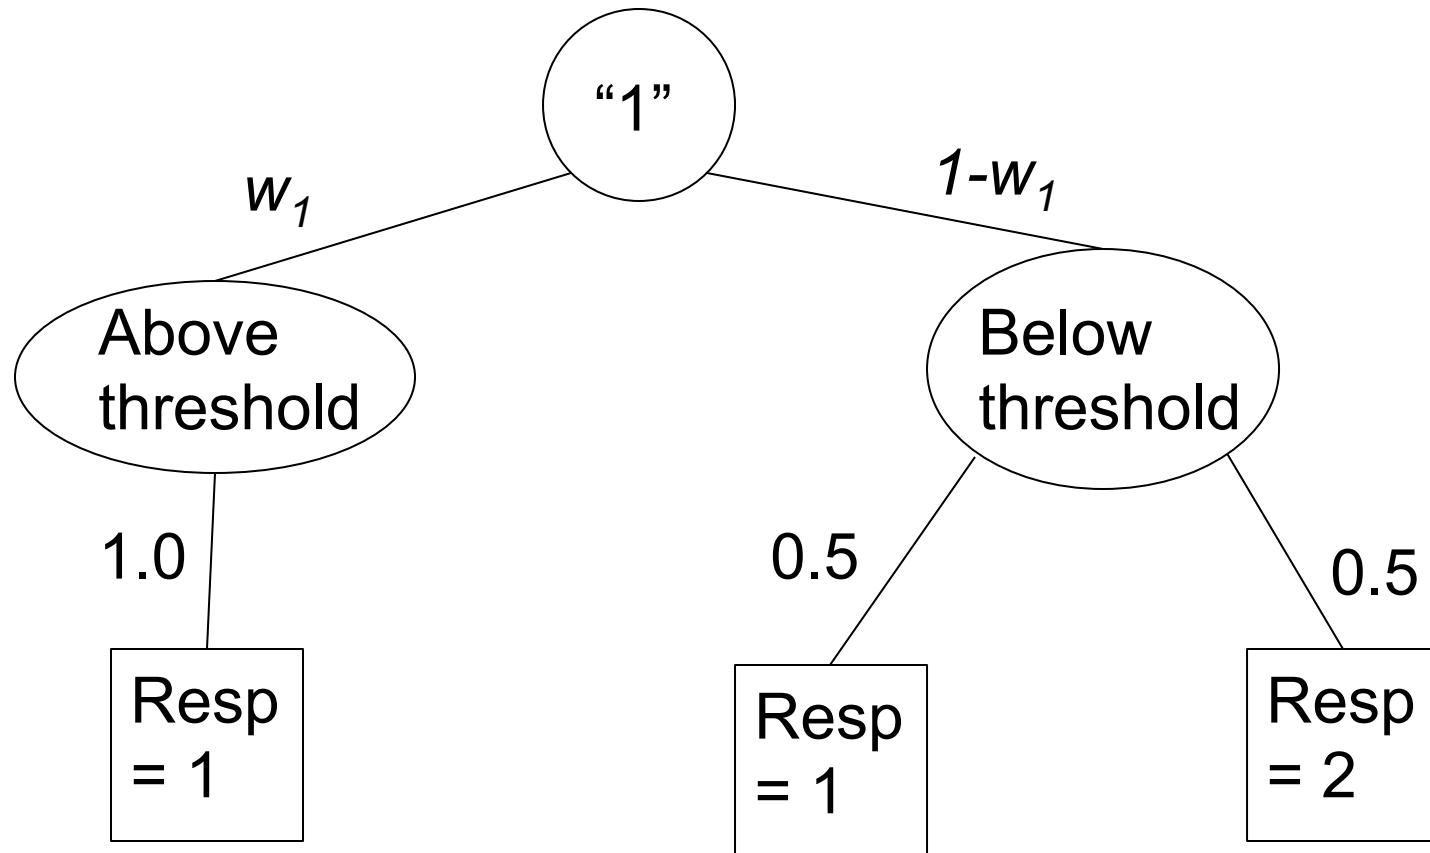 “1”
w1
1-w1
Above
threshold
Below
threshold
1.0
0.5
0.5
Resp
= 1
Resp
= 1
Resp
= 2